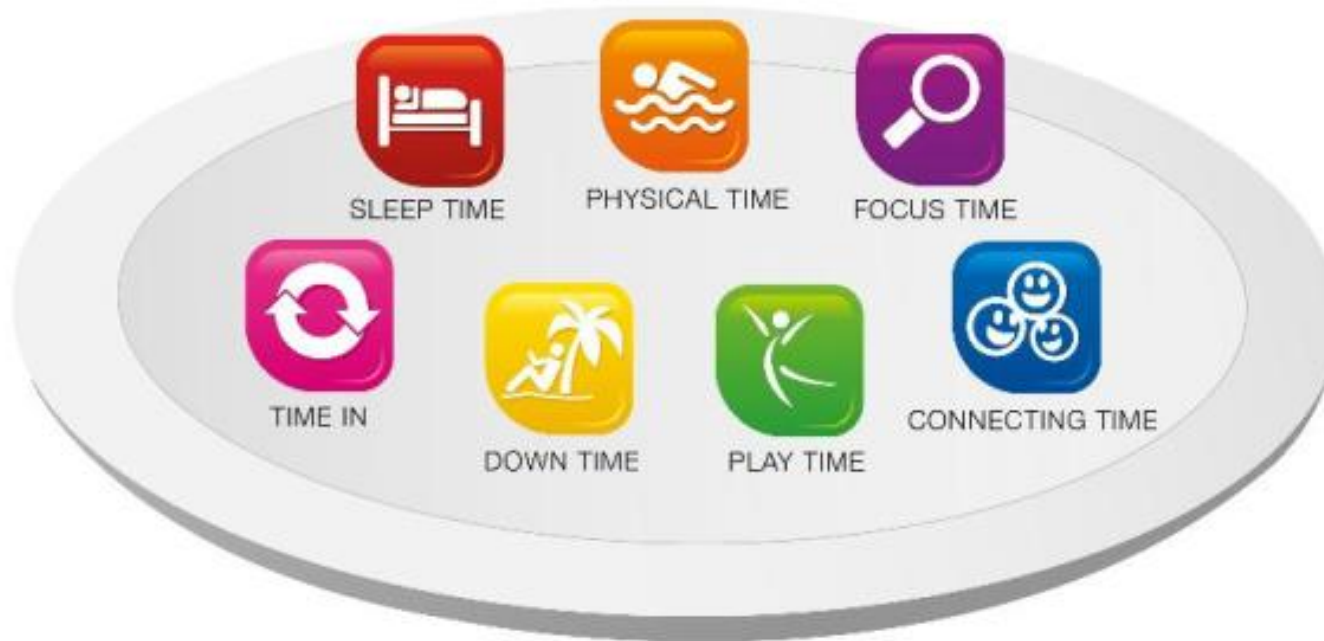 SLEEP TIME
PHYSICAL TIME
FOCUS TIME
TIME IN
DOWN TIME
PLAY TIME
CONNECTING TIME